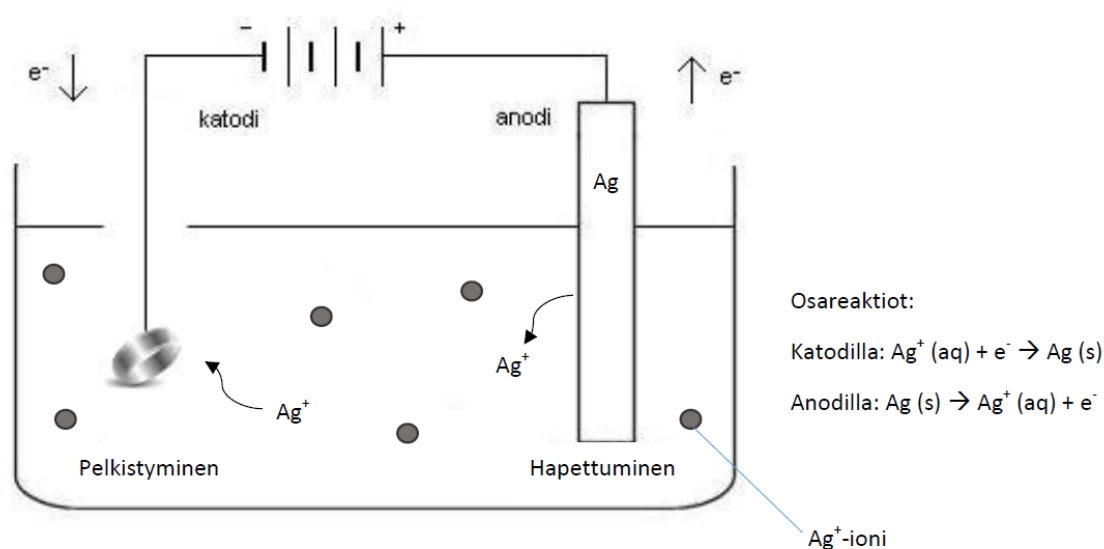 − +
e⁻
katodi
anodi
e⁻
Ag
Ag⁺
Ag⁺
Pelkistyminen
Hapettuminen
Osareaktiot:
Katodilla: Ag⁺ (aq) + e⁻ → Ag (s)
Anodilla: Ag (s) → Ag⁺ (aq) + e⁻
Ag⁺-ioni